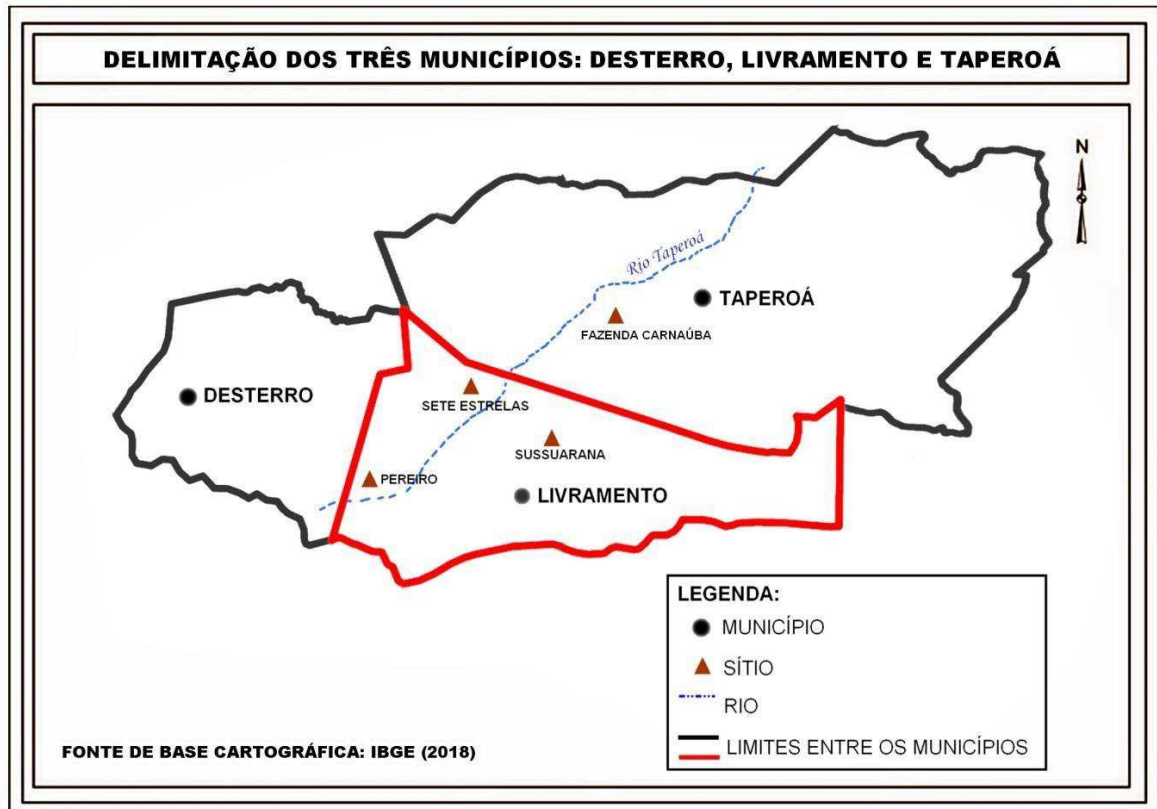 DELIMITAÇÃO DOS TRÊS MUNICÍPIOS: DESTERRO, LIVRAMENTO E TAPEROÁ
N
Rio Taperoá
TAPEROÁ
FAZENDA CARNAÚBA
DESTERRO
SETE ESTRÊLAS
SUSSUARANA
PEREIRO
LIVRAMENTO
LEGENDA:
MUNICÍPIO
SÍTIO
RIO
LIMITES ENTRE OS MUNICÍPIOS
FONTE DE BASE CARTOGRÁFICA: IBGE (2018)